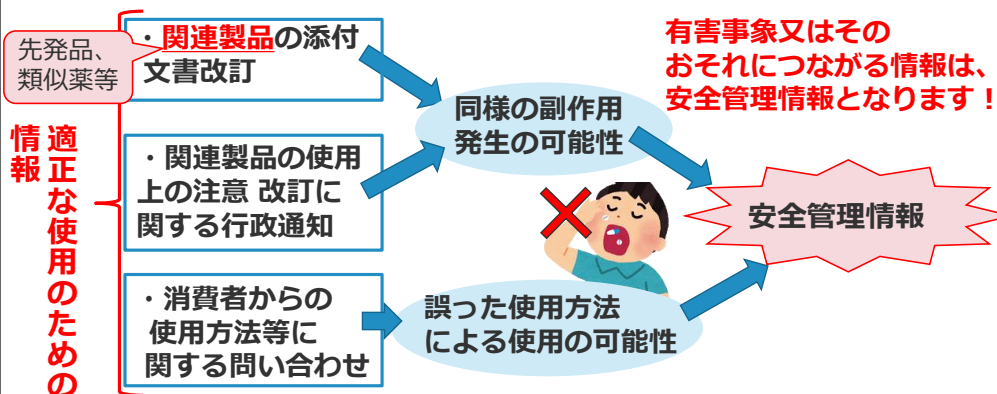 先発品、
類似薬等
適正な使用のための
情報
・関連製品の添付
文書改訂
・関連製品の使用
上の注意 改訂に
関する行政通知
・消費者からの
使用方法等に
関する問い合わせ
同様の副作用
発生の可能性
誤った使用方法
による使用の可能性
有害事象又はその
おそれにつながる情報は、
安全管理情報となります！
安全管理情報